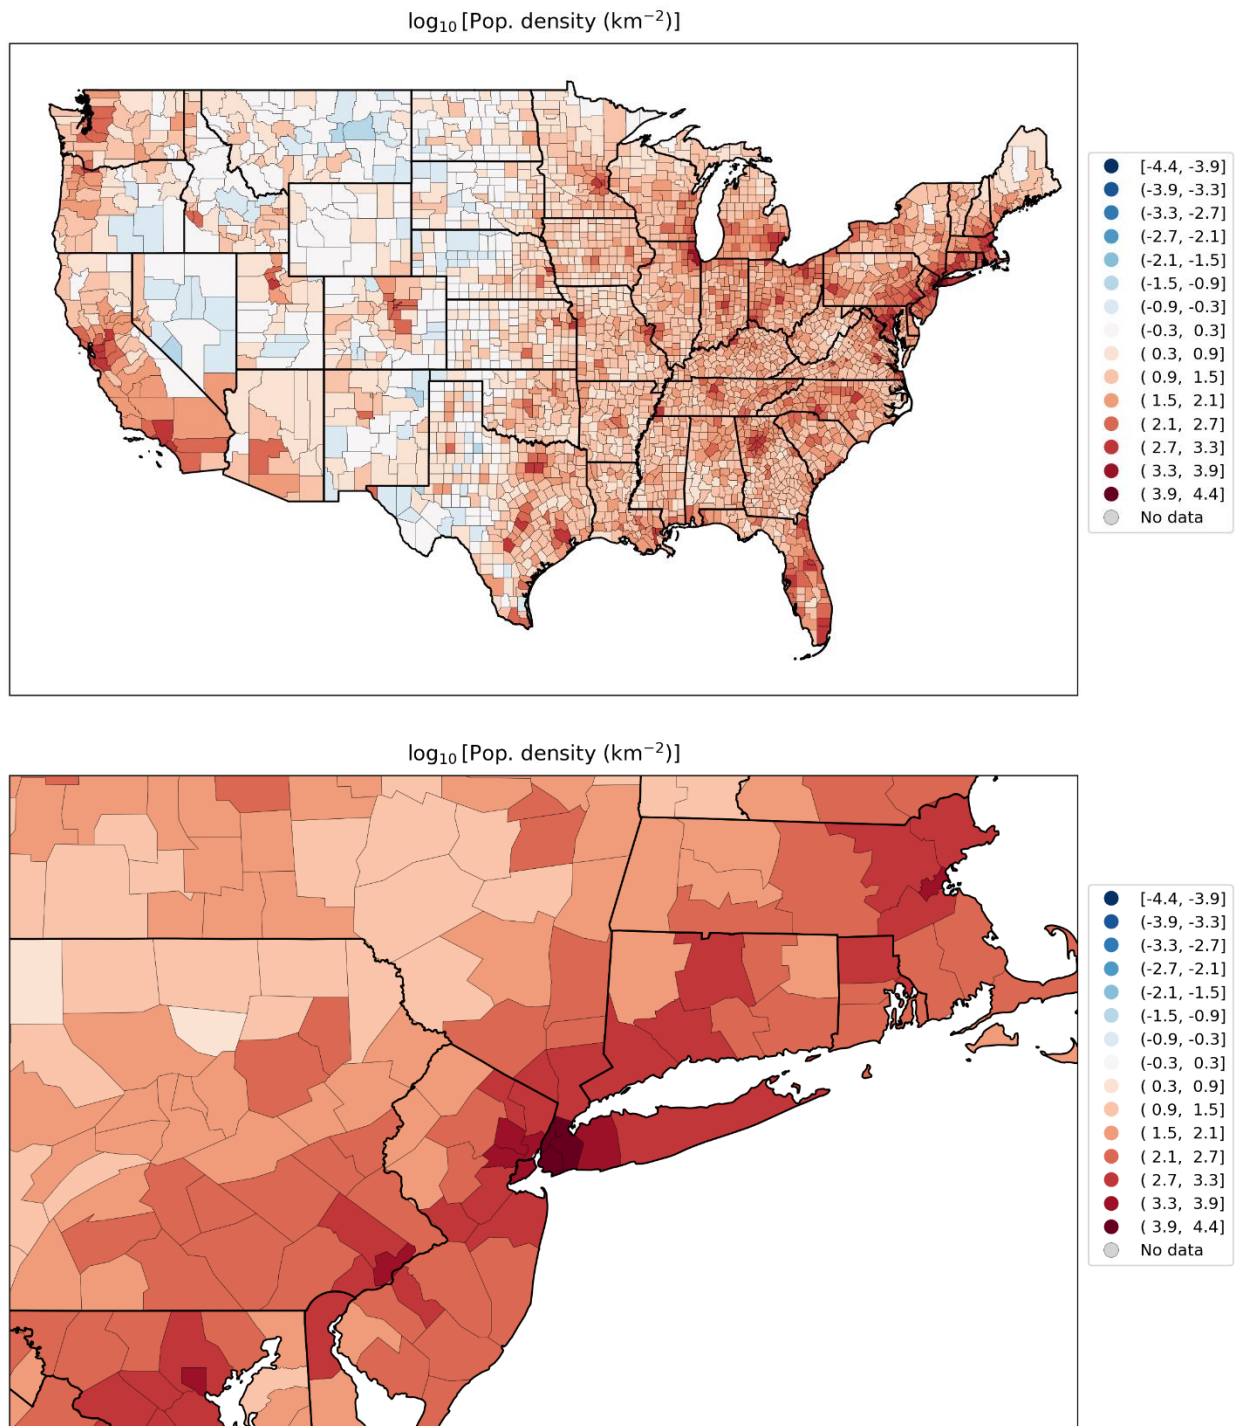 log₁₀ [Pop. density (km⁻²)]
[-4.4, -3.9]
(-3.9, -3.3]
(-3.3, -2.7]
(-2.7, -2.1]
(-2.1, -1.5]
(-1.5, -0.9]
(-0.9, -0.3]
(-0.3, 0.3]
( 0.3, 0.9]
( 0.9, 1.5]
( 1.5, 2.1]
( 2.1, 2.7]
( 2.7, 3.3]
( 3.3, 3.9]
( 3.9, 4.4]
No data
log₁₀ [Pop. density (km⁻²)]
[-4.4, -3.9]
(-3.9, -3.3]
(-3.3, -2.7]
(-2.7, -2.1]
(-2.1, -1.5]
(-1.5, -0.9]
(-0.9, -0.3]
(-0.3, 0.3]
( 0.3, 0.9]
( 0.9, 1.5]
( 1.5, 2.1]
( 2.1, 2.7]
( 2.7, 3.3]
( 3.3, 3.9]
( 3.9, 4.4]
No data